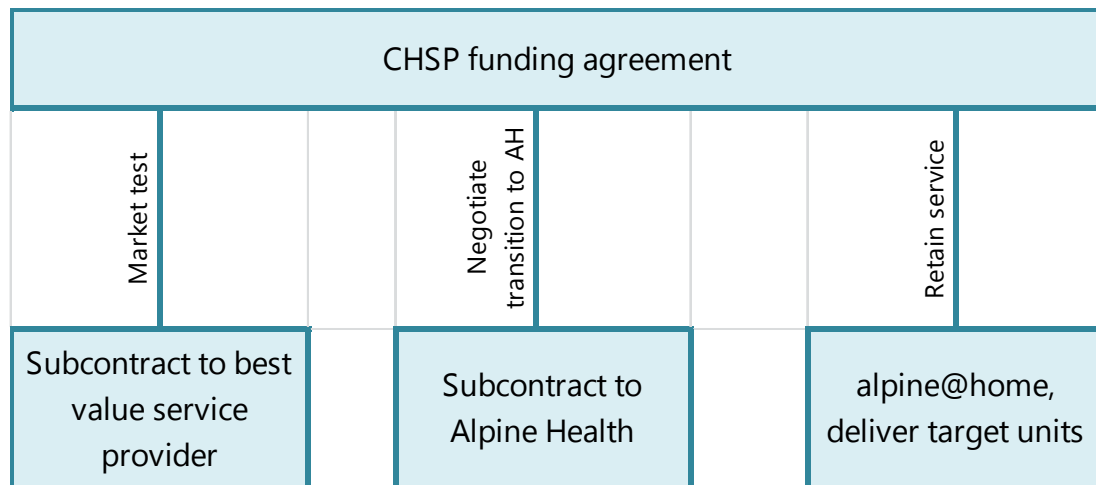 CHSP funding agreement
Market test
Negotiate
transition to AH
Retain service
Subcontract to best
value service
provider
Subcontract to
Alpine Health
alpine@home,
deliver target units